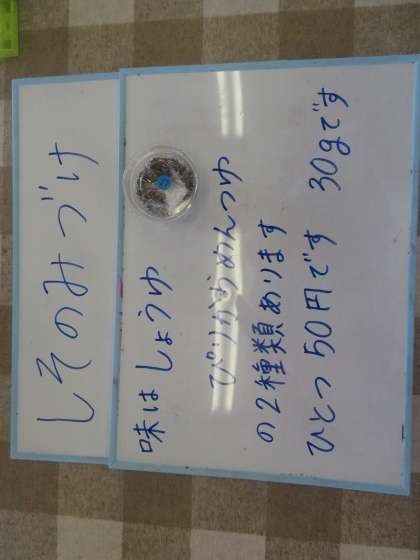 しそのみづけ
味は しょうゆ
ぴりからめんつゆ
の2種類あります
ひとつ 50円です 30gです